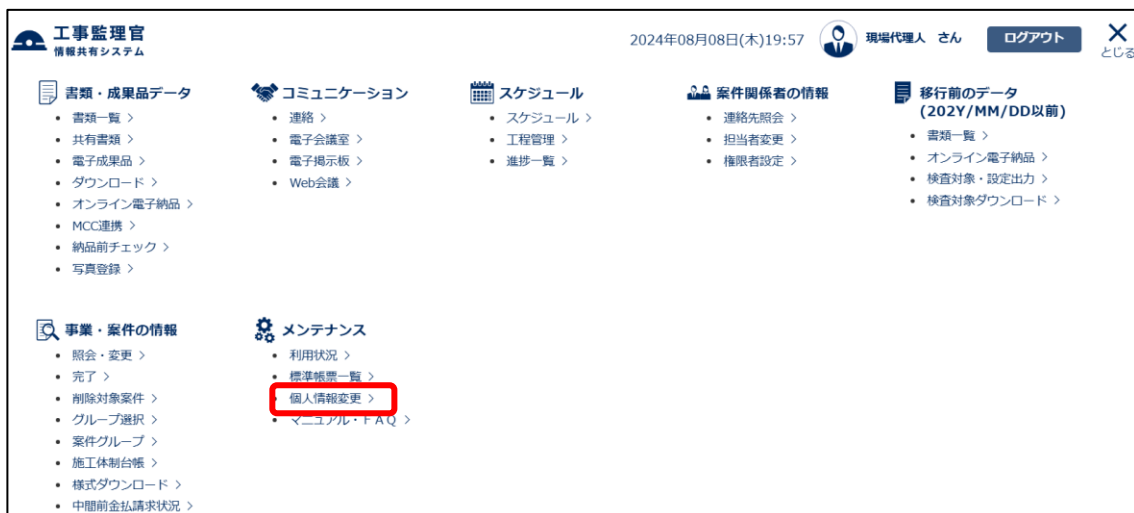 工事監理官
情報共有システム
2024年08月08日(木)19:57
現場代理人 さん
ログアウト
とじる
書類・成果品データ
• 書類一覧 >
• 共有書類 >
• 電子成果品 >
• ダウンロード >
• オンライン電子納品 >
• MCC連携 >
• 納品前チェック >
• 写真登録 >
コミュニケーション
• 連絡 >
• 電子会議室 >
• 電子掲示板 >
• Web会議 >
スケジュール
• スケジュール >
• 工程管理 >
• 進捗一覧 >
案件関係者の情報
• 連絡先照会 >
• 担当者変更 >
• 権限者設定 >
移行前のデータ
(202Y/MM/DD以前)
• 書類一覧 >
• オンライン電子納品 >
• 検査対象・設定出力 >
• 検査対象ダウンロード >
事業・案件の情報
• 照会・変更 >
• 完了 >
• 削除対象案件 >
• グループ選択 >
• 案件グループ >
• 施工体制台帳 >
• 様式ダウンロード >
• 中間前金払請求状況 >
メンテナンス
• 利用状況 >
• 標準帳票一覧 >
• 個人情報変更 >
• マニュアル・ＦＡＱ >